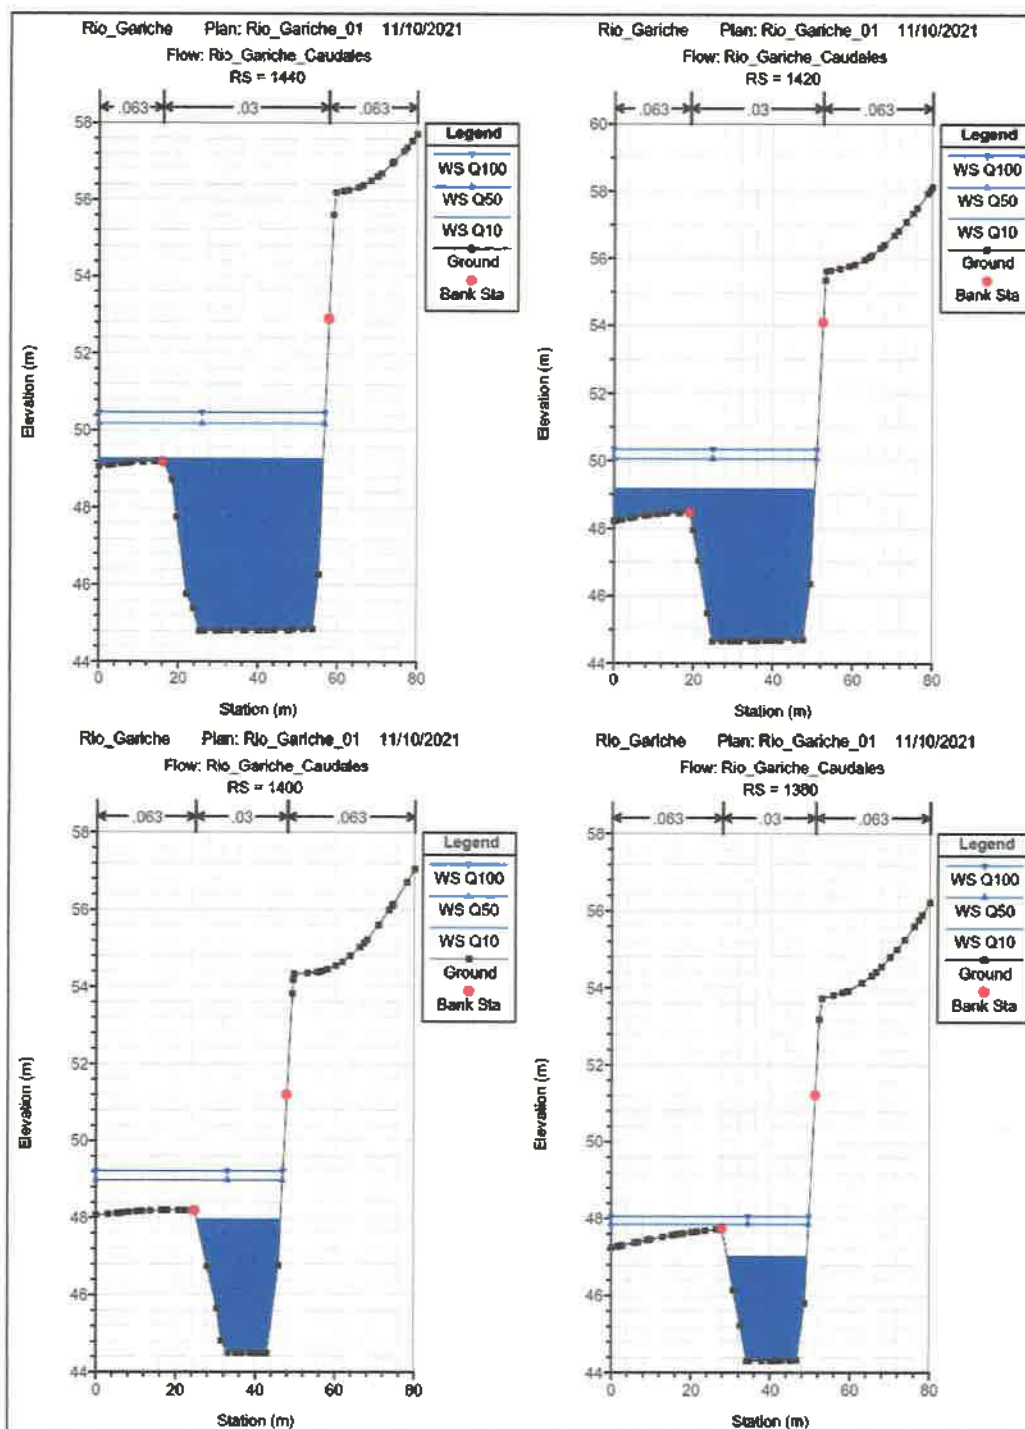 Rio_Gariche Plan: Rio_Gariche_01 11/10/2021
Flow: Rio_Gariche_Caudales
RS = 1440
.063 .03 .063
58
56
54
52
50
48
46
44
Elevation (m)
0 20 40 60 80
Station (m)
Legend
WS Q100
WS Q50
WS Q10
Ground
Bank Sta
Rio_Gariche Plan: Rio_Gariche_01 11/10/2021
Flow: Rio_Gariche_Caudales
RS = 1420
.063 .03 .063
60
58
56
54
52
50
48
46
44
Elevation (m)
0 20 40 60 80
Station (m)
Legend
WS Q100
WS Q50
WS Q10
Ground
Bank Sta
Rio_Gariche Plan: Rio_Gariche_01 11/10/2021
Flow: Rio_Gariche_Caudales
RS = 1400
.063 .03 .063
58
56
54
52
50
48
46
44
Elevation (m)
0 20 40 60 80
Station (m)
Legend
WS Q100
WS Q50
WS Q10
Ground
Bank Sta
Rio_Gariche Plan: Rio_Gariche_01 11/10/2021
Flow: Rio_Gariche_Caudales
RS = 1380
.063 .03 .063
58
56
54
52
50
48
46
44
Elevation (m)
0 20 40 60 80
Station (m)
Legend
WS Q100
WS Q50
WS Q10
Ground
Bank Sta